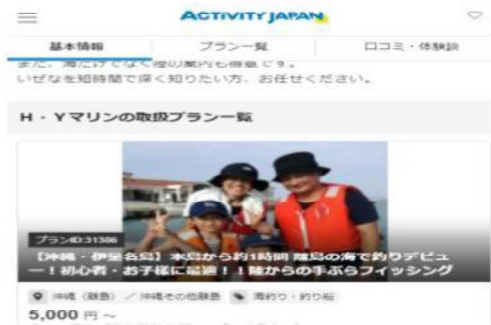 ACTIVITY JAPAN
基本情報 プラン一覧 口コミ・体験談
また、海だけでなく陸の案内も得意です。
いぜなを短時間で深く知りたい方、お任せください。
H・Yマリンの取扱プラン一覧
プランID:31386
【沖縄・伊是名島】本島から約1時間 離島の海で釣りデビュ
ー！初心者・お子様に最適！！陸からの手ぶらフィッシング
沖縄（離島）／沖縄その他離島 海釣り・釣り船
5,000 円～